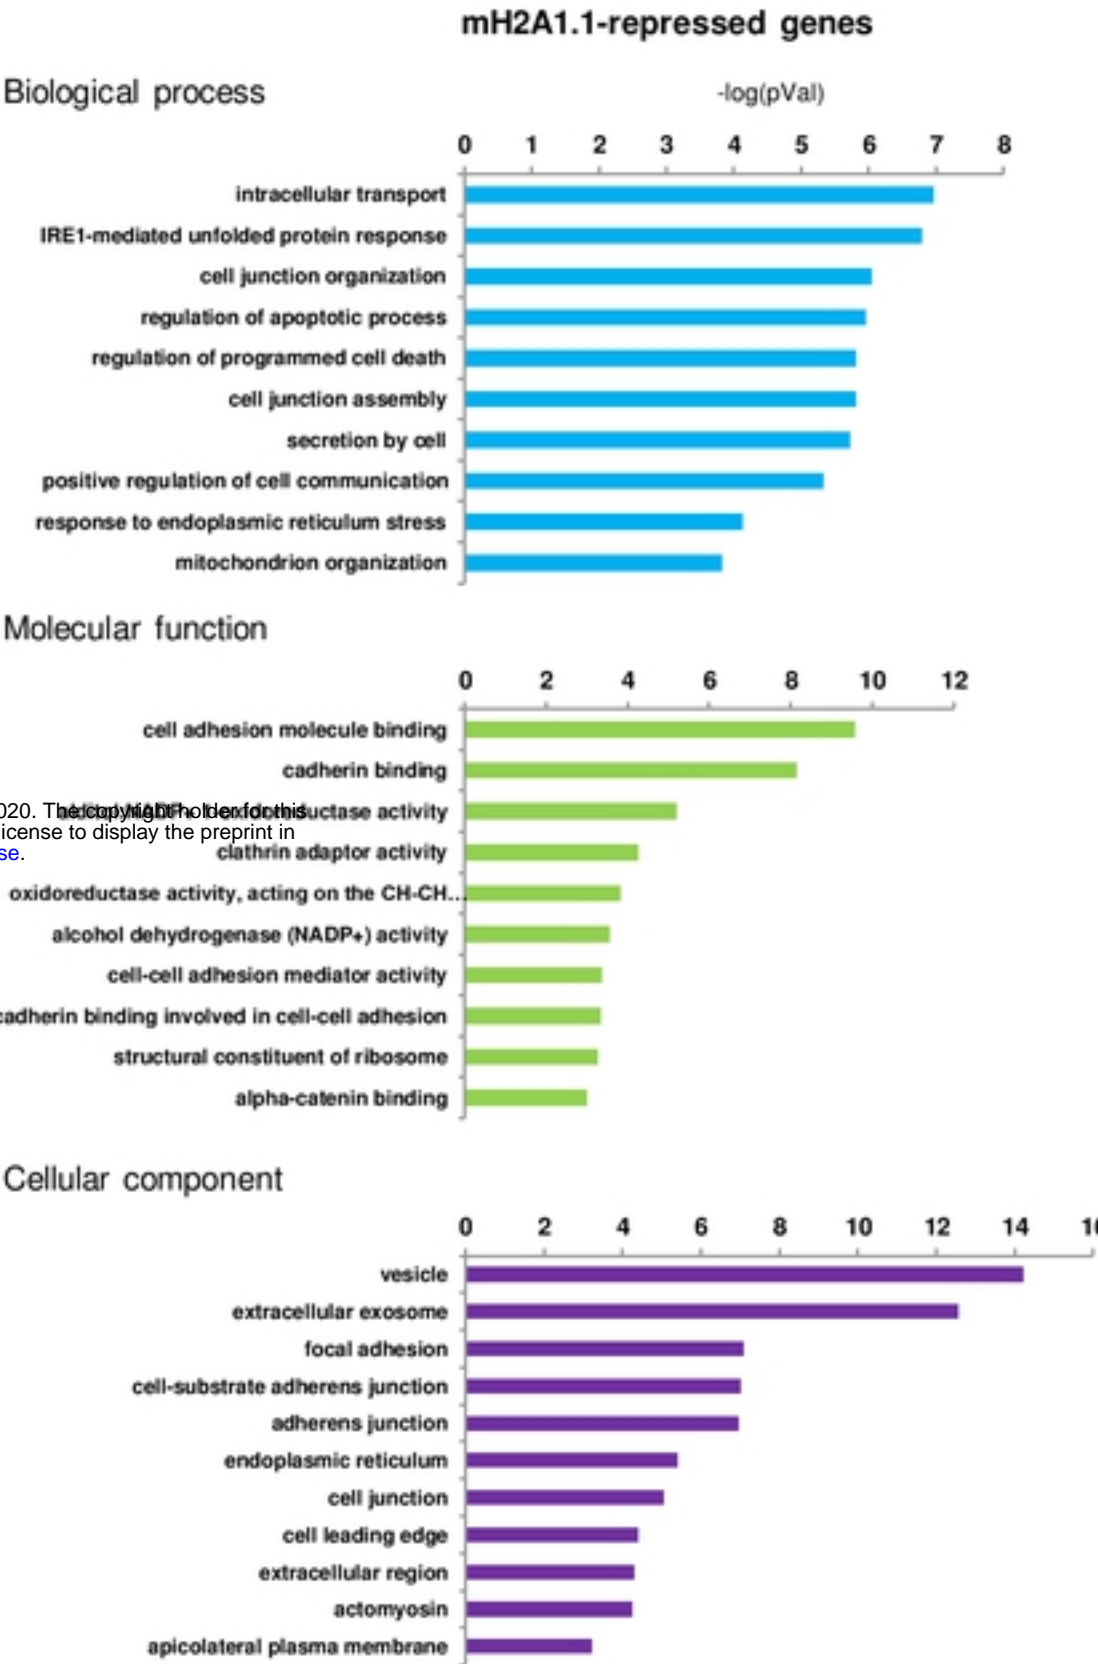 mH2A1.1-repressed genes
Biological process
-log(pVal)
0 1 2 3 4 5 6 7 8
intracellular transport
IRE1-mediated unfolded protein response
cell junction organization
regulation of apoptotic process
regulation of programmed cell death
cell junction assembly
secretion by cell
positive regulation of cell communication
response to endoplasmic reticulum stress
mitochondrion organization
Molecular function
0 2 4 6 8 10 12
cell adhesion molecule binding
cadherin binding
020. The copyright holder for this
activity
license to display the preprint in
clathrin adaptor activity
oxidoreductase activity, acting on the CH-CH...
alcohol dehydrogenase (NADP+) activity
cell-cell adhesion mediator activity
cadherin binding involved in cell-cell adhesion
structural constituent of ribosome
alpha-catenin binding
Cellular component
0 2 4 6 8 10 12 14
vesicle
extracellular exosome
focal adhesion
cell-substrate adherens junction
adherens junction
endoplasmic reticulum
cell junction
cell leading edge
extracellular region
actomyosin
apicolateral plasma membrane